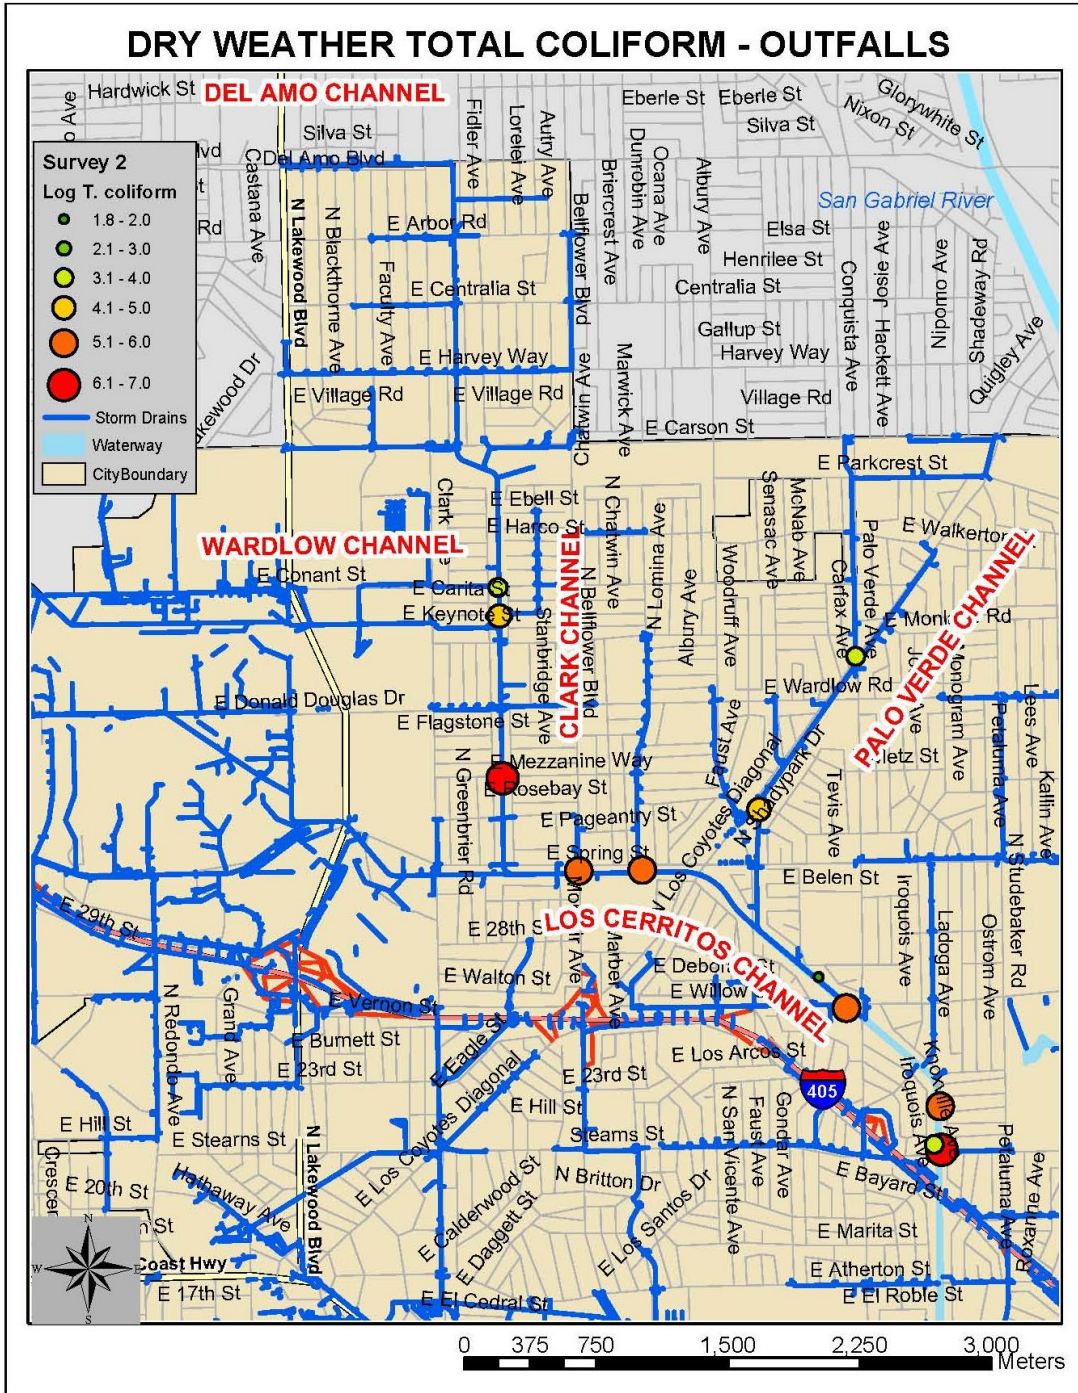 DRY WEATHER TOTAL COLIFORM - OUTFALLS
Hardwick St
DEL AMO CHANNEL
Silva St
Del Amo Blvd
Castana Ave
Fidler Ave
Lorelei Ave
Autry Ave
Eberle St
Eberle St
Silva St
Nixon St
Glorywhite St
San Gabriel River
Survey 2
Log T. coliform
1.8 - 2.0
2.1 - 3.0
3.1 - 4.0
4.1 - 5.0
5.1 - 6.0
6.1 - 7.0
Storm Drains
Waterway
CityBoundary
N Lakewood Blvd
N Blackthorne Ave
Faculty Ave
E Arbor Rd
E Centralia St
E Harvey Way
E Village Rd
E Village Rd
Bellflower Blvd
Briercrest Ave
Dunrobin Ave
Ocana Ave
Albury Ave
Elsa St
Henrilee St
Centralia St
Gallup St
Harvey Way
Village Rd
Conquista Ave
Josie Ave
Hackett Ave
Nipomo Ave
Shadeway Rd
Quigley Ave
Chatwin Ave
Marwick Ave
E Carson St
E Parkcrest St
E Ebell St
E Harco St
N Chatwin Ave
N Lomina Ave
Albury Ave
Woodruff Ave
Senasac Ave
McNab Ave
Carfax Ave
Palo Verde Ave
PALO VERDE CHANNEL
WARDLOW CHANNEL
E Conant St
E Carita St
E Keynote St
CLARK CHANNEL
Stanbridge Ave
N Bellflower Blvd
E Donald Douglas Dr
E Flagstone St
E Wardlow Rd
Monogram Ave
Petaluma Ave
Lees Ave
Kallin Ave
N Studebaker Rd
N Greenbrier Rd
E Mezzanine Way
E Rosebay St
E Pageantry St
E Spring St
Faust Ave
N Los Coyotes Diagonal
N Shadypark Dr
Tevis Ave
E Belen St
Iroquois Ave
Ladoga Ave
Ostrom Ave
E 29th St
E 28th St
LOS CERRITOS CHANNEL
E Walton St
Marber Ave
E Willow
E Vernon St
N Redondo Ave
Grand Ave
E Burnett St
E 23rd St
E Eagle St
E Los Coyotes Diagonal
E 23rd St
E Los Arcos St
405
Iroquois Ave
Knoxville Ave
E Hill St
E Stearns St
E Hill St
Stearns St
N San Vicente Ave
Faust Ave
Gondar Ave
E Bayard St
Petaluma Ave
Roxanne Ave
E 20th St
Hathaway Ave
N Lakewood Blvd
E Calderwood St
E Daggett St
N Britton Dr
E Los Santos Dr
E Marita St
E Atherton St
E El Roble St
Coast Hwy
E 17th St
E El Cedral St
N
W
E
S
0 375 750 1,500 2,250 3,000
Meters